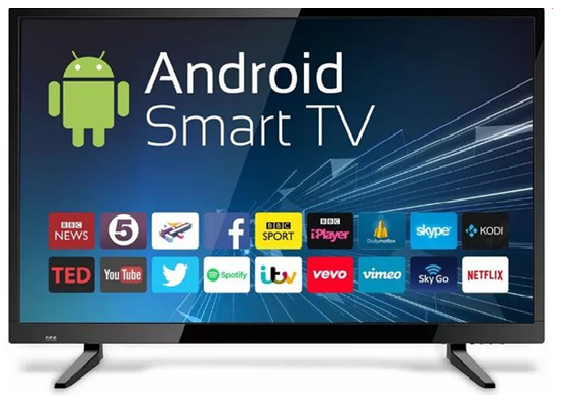 Android
Smart TV
BBC
NEWS
5
4
f
BBC
SPORT
BBC
iPlayer
Dailymotion
skype
KODI
TED
YouTube
Spotify
itv
vevo
vimeo
Sky Go
NETFLIX